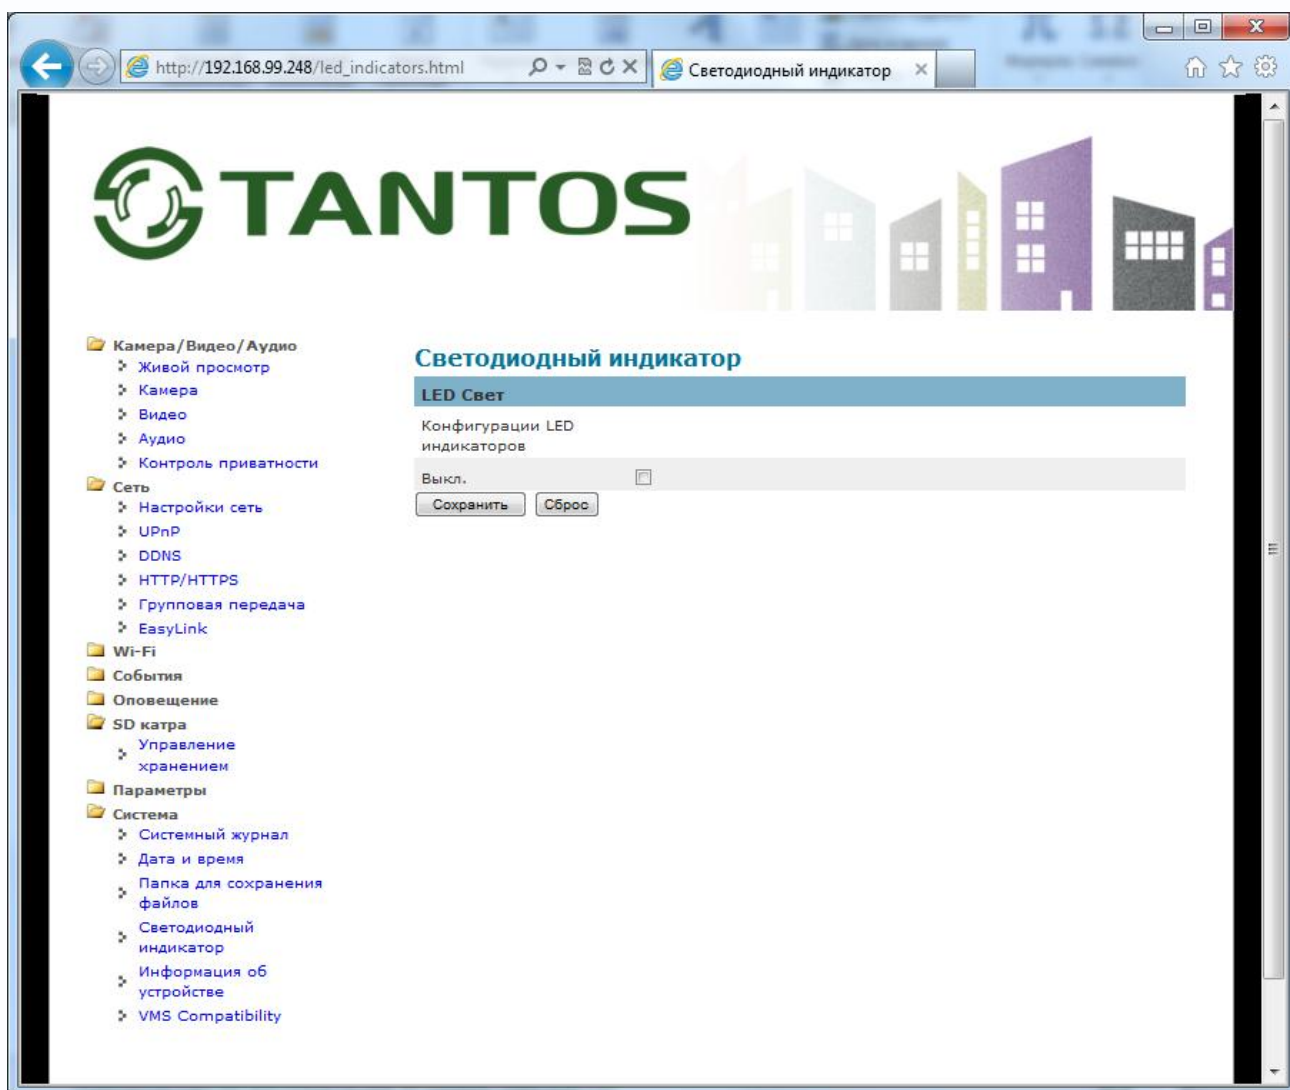 http://192.168.99.248/led_indicators.html
Светодиодный индикатор
TANTOS
Камера/Видео/Аудио
Живой просмотр
Камера
Видео
Аудио
Контроль приватности
Сеть
Настройки сеть
UPnP
DDNS
HTTP/HTTPS
Групповая передача
EasyLink
Wi-Fi
События
Оповещение
SD катра
Управление
хранением
Параметры
Система
Системный журнал
Дата и время
Папка для сохранения
файлов
Светодиодный
индикатор
Информация об
устройстве
VMS Compatibility
Светодиодный индикатор
LED Свет
Конфигурации LED
индикаторов
Выкл.
Сохранить
Сброс